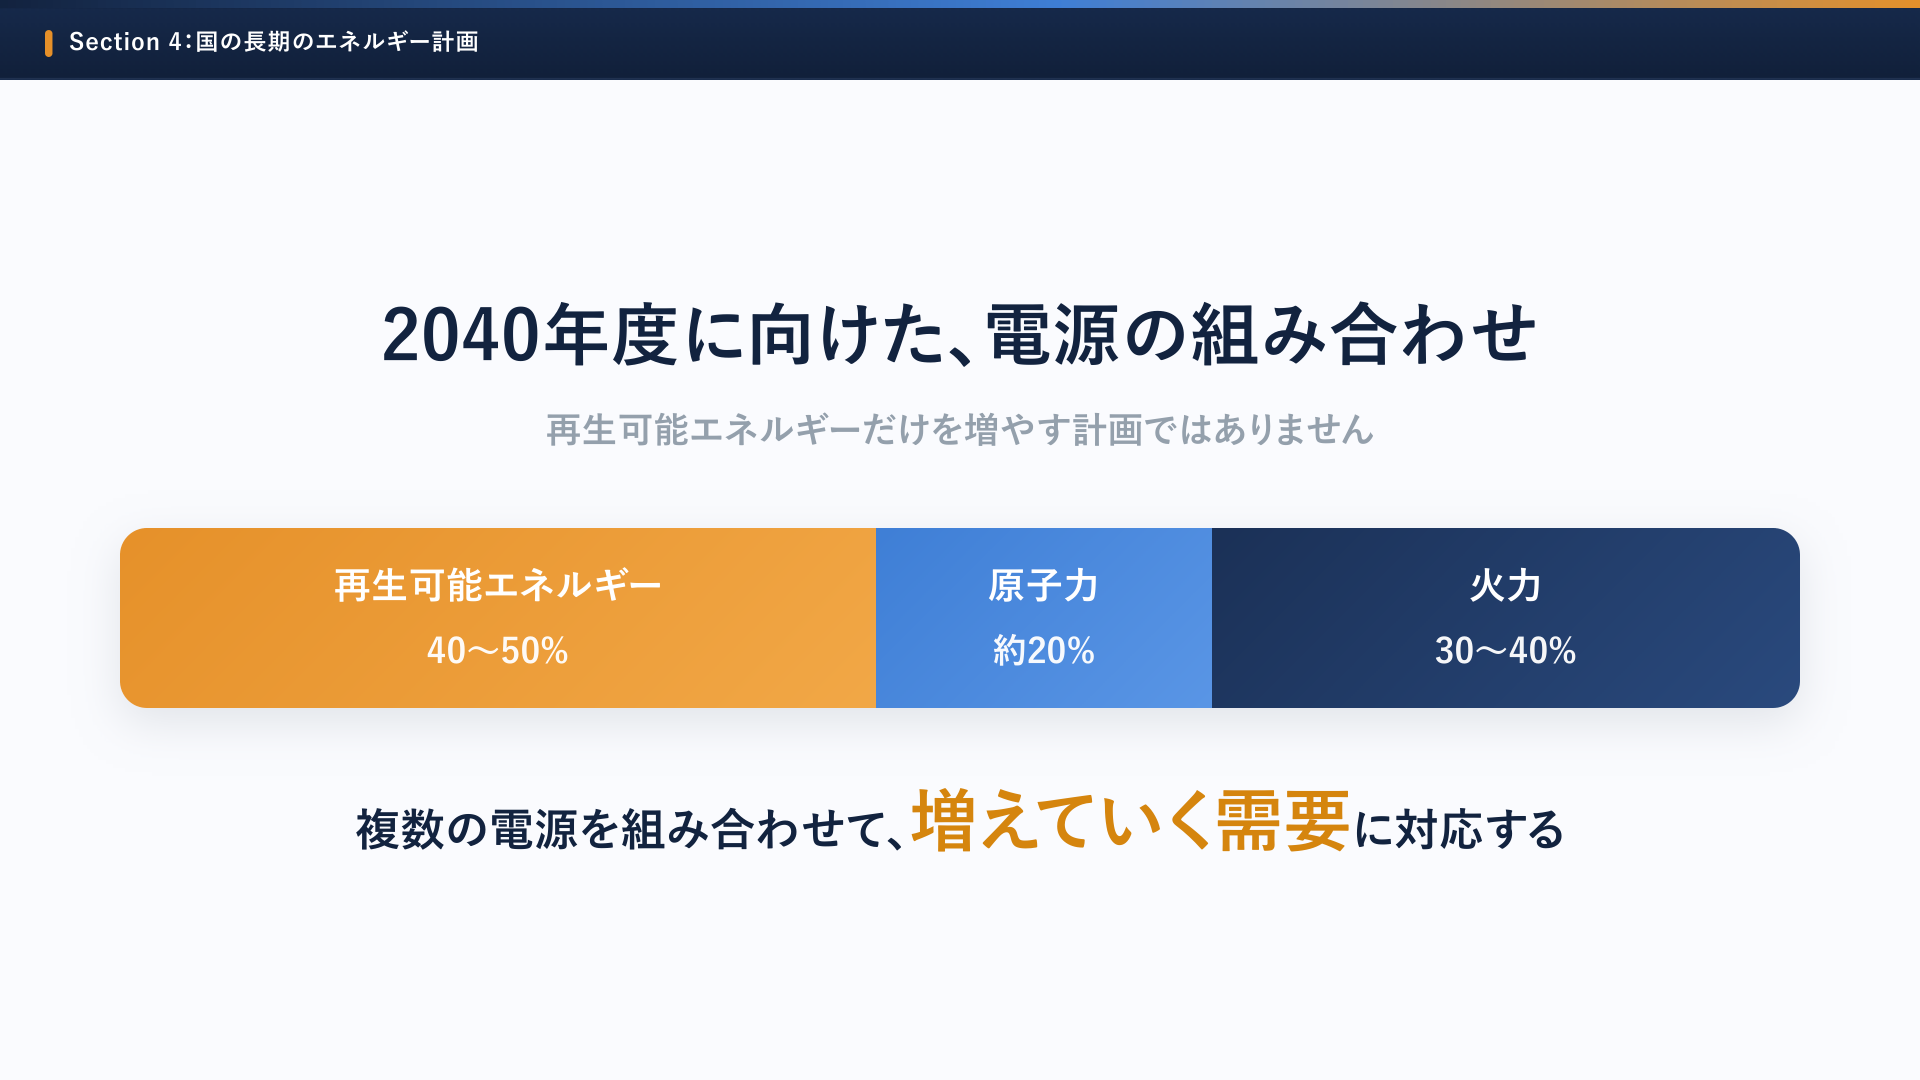 Section 4：国の長期のエネルギー計画
2040年度に向けた、電源の組み合わせ
再生可能エネルギーだけを増やす計画ではありません
再生可能エネルギー
40〜50%
原子力
約20%
火力
30〜40%
複数の電源を組み合わせて、増えていく需要に対応する